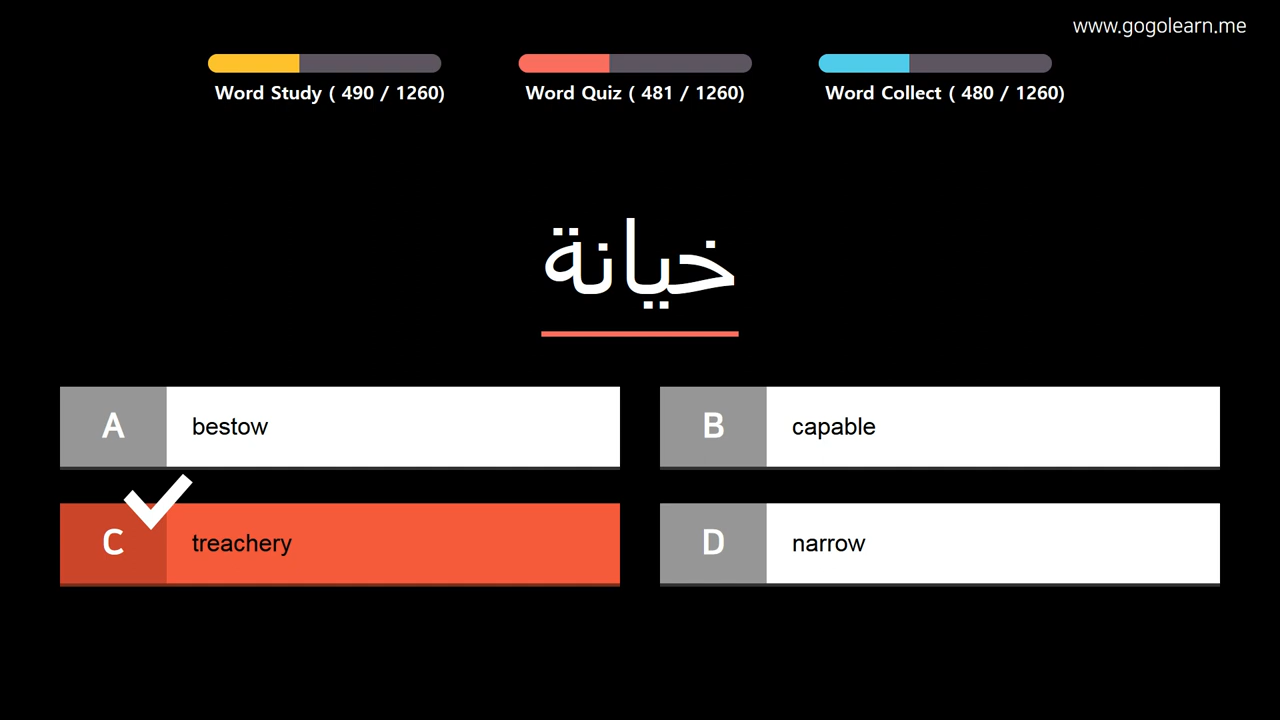 www.gogolearn.me
Word Study ( 490 / 1260)
Word Quiz ( 481 / 1260)
Word Collect ( 480 / 1260)
خيانة
A bestow
B capable
C treachery
D narrow